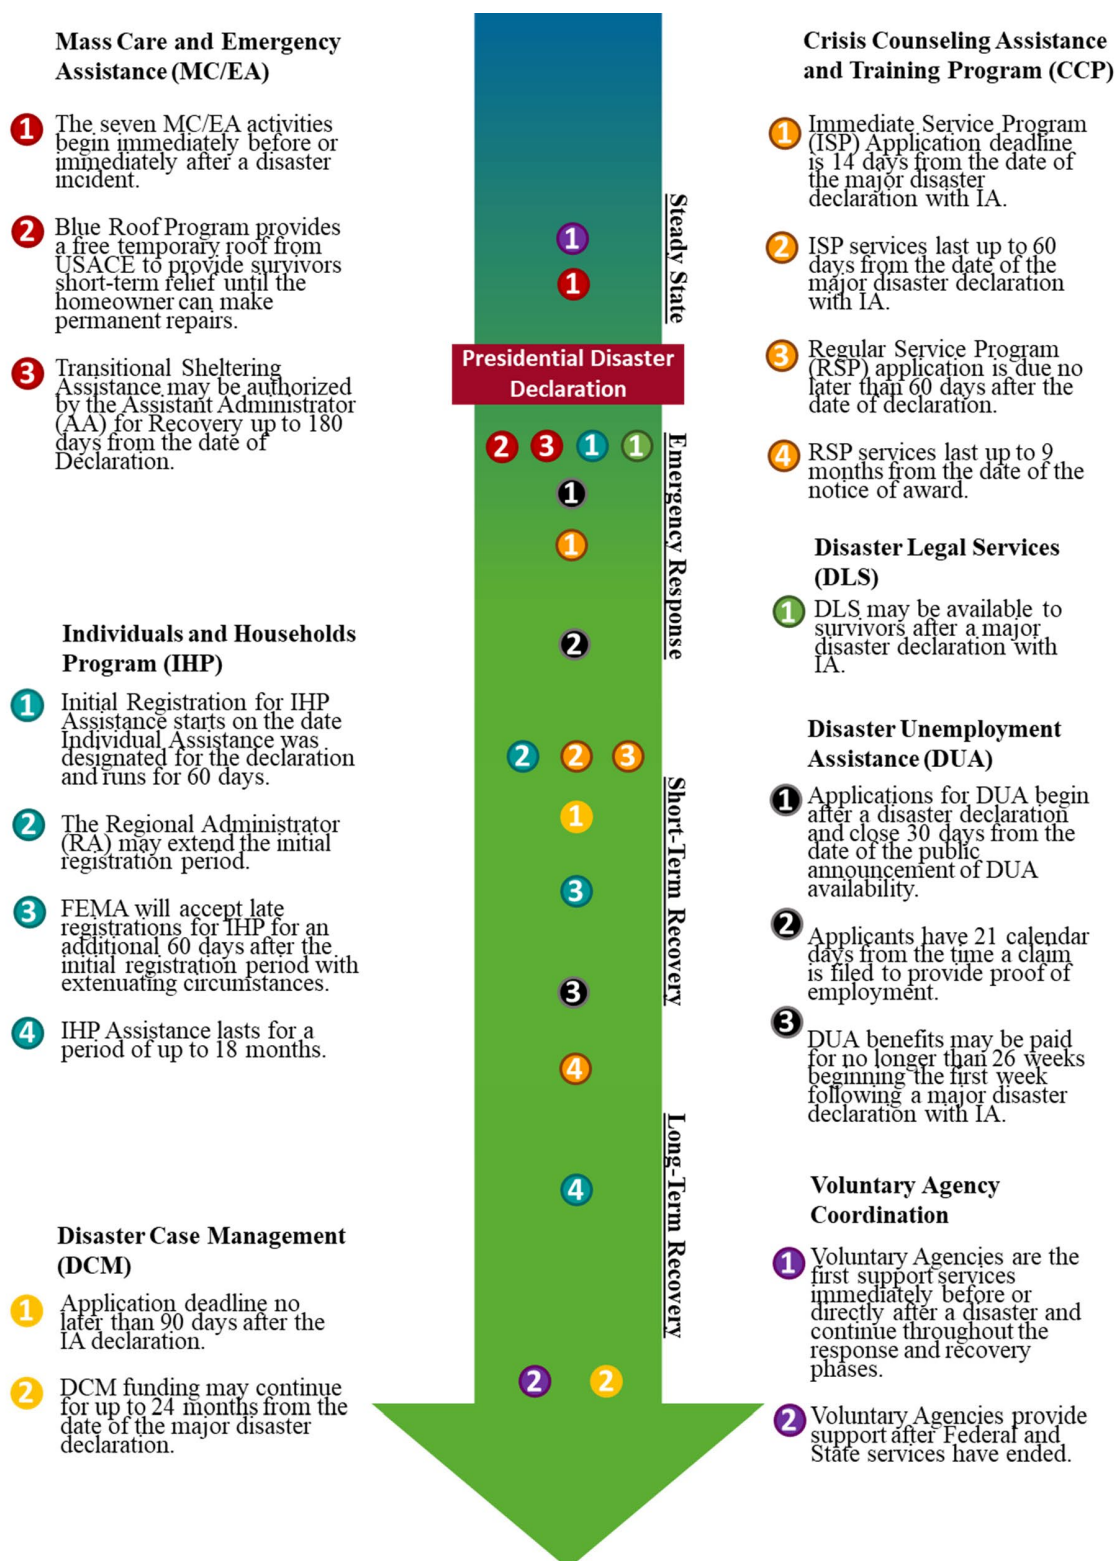 Mass Care and Emergency
Assistance (MC/EA)
1 The seven MC/EA activities
begin immediately before or
immediately after a disaster
incident.
2 Blue Roof Program provides
a free temporary roof from
USACE to provide survivors
short-term relief until the
homeowner can make
permanent repairs.
3 Transitional Sheltering
Assistance may be authorized
by the Assistant Administrator
(AA) for Recovery up to 180
days from the date of
Declaration.
Individuals and Households
Program (IHP)
1 Initial Registration for IHP
Assistance starts on the date
Individual Assistance was
designated for the declaration
and runs for 60 days.
2 The Regional Administrator
(RA) may extend the initial
registration period.
3 FEMA will accept late
registrations for IHP for an
additional 60 days after the
initial registration period with
extenuating circumstances.
4 IHP Assistance lasts for a
period of up to 18 months.
Disaster Case Management
(DCM)
1 Application deadline no
later than 90 days after the
IA declaration.
2 DCM funding may continue
for up to 24 months from the
date of the major disaster
declaration.
Steady State
1
1
Presidential Disaster
Declaration
Emergency Response
2 3 1 1
1
1
2
2 2 3
Short-Term Recovery
1
3
3
4
Long-Term Recovery
4
2 2
Crisis Counseling Assistance
and Training Program (CCP)
1 Immediate Service Program
(ISP) Application deadline
is 14 days from the date of
the major disaster
declaration with IA.
2 ISP services last up to 60
days from the date of the
major disaster declaration
with IA.
3 Regular Service Program
(RSP) application is due no
later than 60 days after the
date of declaration.
4 RSP services last up to 9
months from the date of the
notice of award.
Disaster Legal Services
(DLS)
1 DLS may be available to
survivors after a major
disaster declaration with
IA.
Disaster Unemployment
Assistance (DUA)
1 Applications for DUA begin
after a disaster declaration
and close 30 days from the
date of the public
announcement of DUA
availability.
2 Applicants have 21 calendar
days from the time a claim
is filed to provide proof of
employment.
3 DUA benefits may be paid
for no longer than 26 weeks
beginning the first week
following a major disaster
declaration with IA.
Voluntary Agency
Coordination
1 Voluntary Agencies are the
first support services
immediately before or
directly after a disaster and
continue throughout the
response and recovery
phases.
2 Voluntary Agencies provide
support after Federal and
State services have ended.